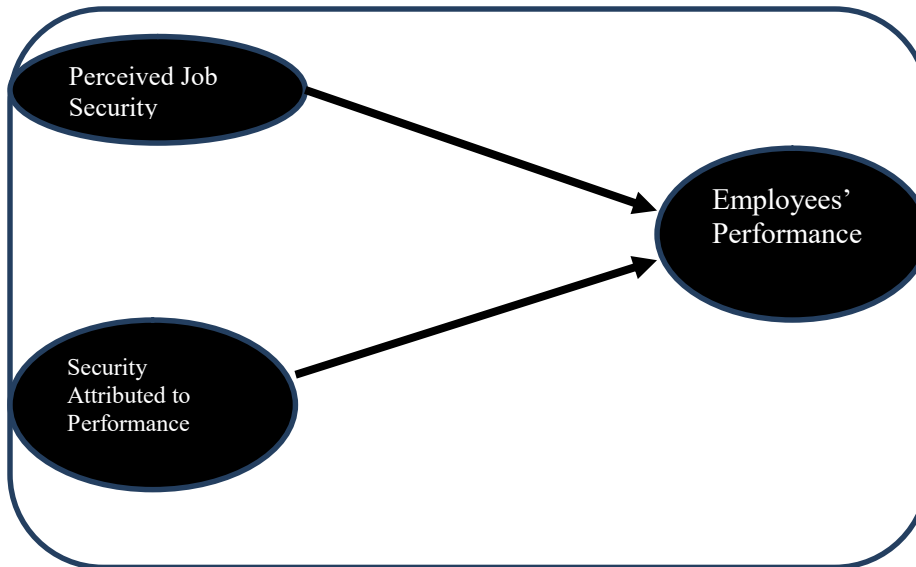 Perceived Job
Security
Employees’
Performance
Security
Attributed to
Performance